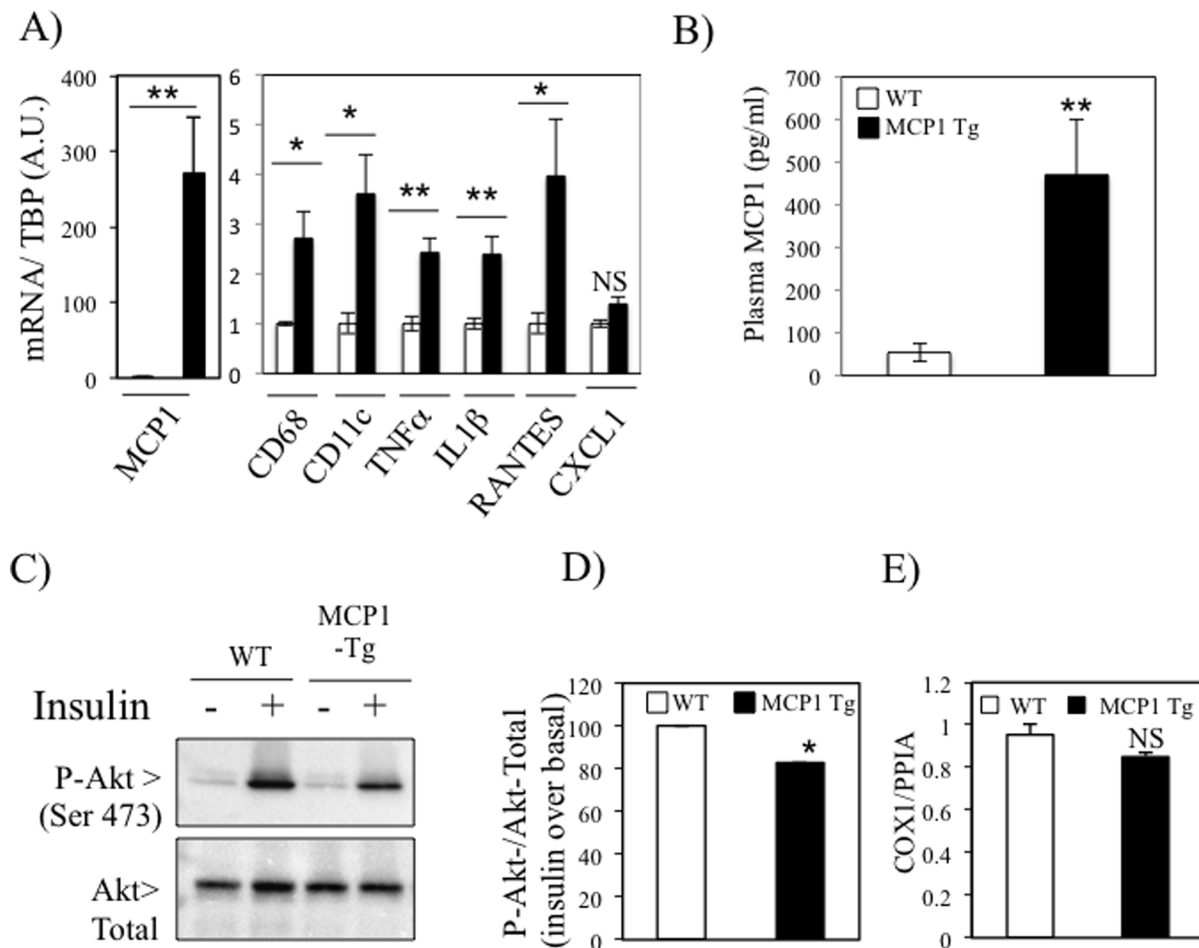 A)
mRNA/ TBP (A.U.)
400
300
200
100
0
**
MCP1
6
5
4
3
2
1
0
*
*
**
**
*
NS
CD68
CD11c
TNFα
IL1β
RANTES
CXCL1
B)
Plasma MCP1 (pg/ml)
700
600
500
400
300
200
100
0
WT
MCP1 Tg
**
C)
MCP1
-Tg
WT
Insulin - + - +
P-Akt >
(Ser 473)
Akt>
Total
D)
P-Akt-/Akt-Total
(insulin over basal)
120
100
80
60
40
20
0
WT MCP1 Tg
*
E)
COX1/PPIA
1.2
1
0.8
0.6
0.4
0.2
0
WT MCP1 Tg
NS